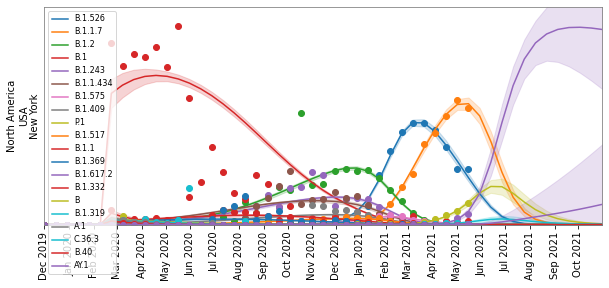 B.1.526
B.1.1.7
B.1.2
B.1
B.1.243
B.1.1.434
B.1.575
B.1.409
P.1
B.1.517
B.1.1
B.1.369
B.1.617.2
B.1.332
B
B.1.319
A.1
C.36.3
B.40
AY.1
North America
USA
New York
Dec 2019
Jan 2020
Feb 2020
Mar 2020
Apr 2020
May 2020
Jun 2020
Jul 2020
Aug 2020
Sep 2020
Oct 2020
Nov 2020
Dec 2020
Jan 2021
Feb 2021
Mar 2021
Apr 2021
May 2021
Jun 2021
Jul 2021
Aug 2021
Sep 2021
Oct 2021